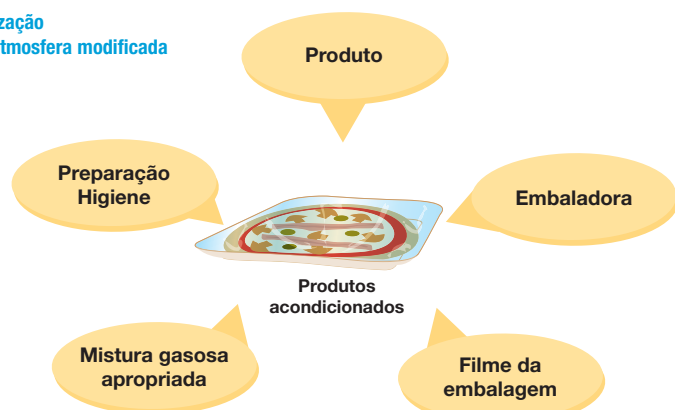 zação
tmosfera modificada
Produto
Preparação
Higiene
Embaladora
Produtos
acondicionados
Mistura gasosa
apropriada
Filme da
embalagem